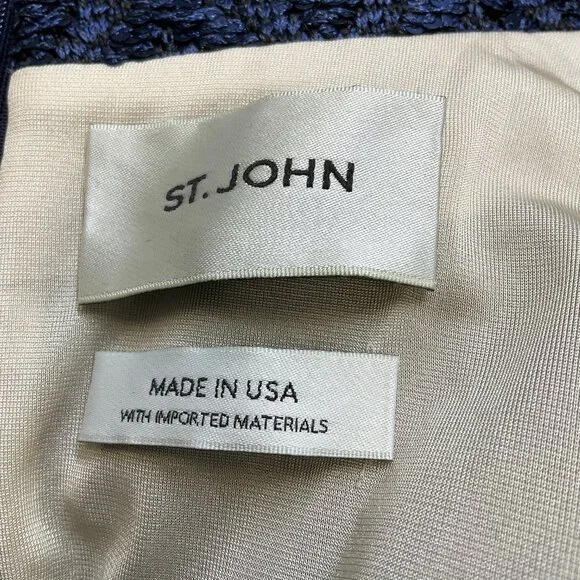 ST. JOHN
MADE IN USA
WITH IMPORTED MATERIALS